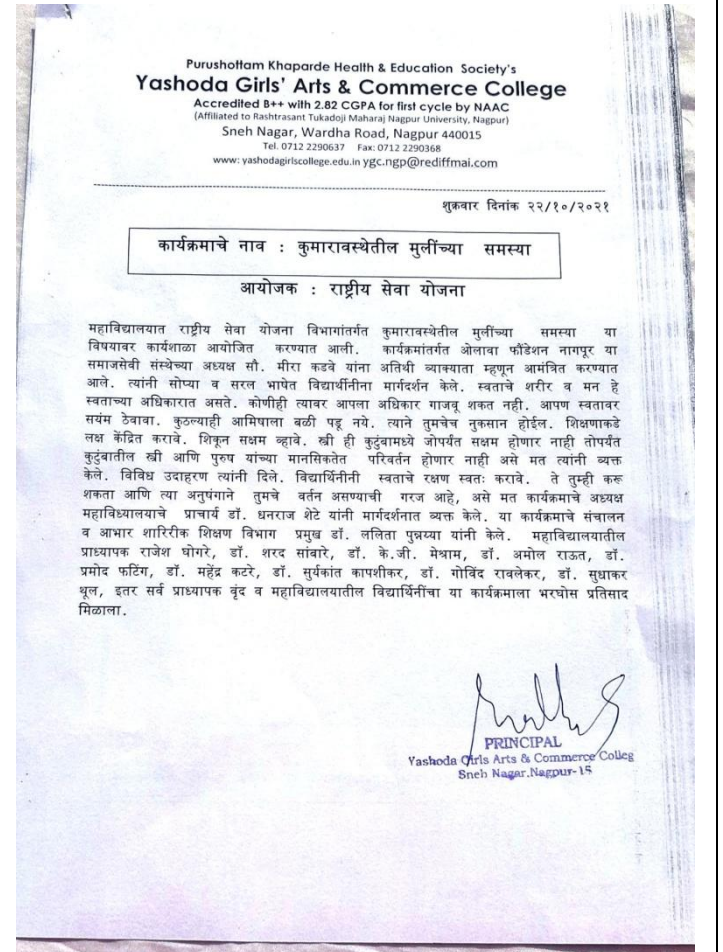 Purushottam Khaparde Health & Education Society's
Yashoda Girls' Arts & Commerce College
Accredited B++ with 2.82 CGPA for first cycle by NAAC
(Affiliated to Rashtrasant Tukadoji Maharaj Nagpur University, Nagpur)
Sneh Nagar, Wardha Road, Nagpur 440015
Tel. 0712 2290637 Fax: 0712 2290368
www: yashodagirlscollege.edu.in ygc.ngp@rediffmai.com
शुक्रवार दिनांक २२/१०/२०२१
कार्यक्रमाचे नाव : कुमारावस्थेतील मुलींच्या समस्या
आयोजक : राष्ट्रीय सेवा योजना
महाविद्यालयात राष्ट्रीय सेवा योजना विभागांतर्गत कुमारावस्थेतील मुलींच्या समस्या या
विषयावर कार्यशाळा आयोजित करण्यात आली. कार्यक्रमांतर्गत ओलावा फौंडेशन नागपूर या
समाजसेवी संस्थेच्या अध्यक्ष सौ. मीरा कडवे यांना अतिथी व्याक्याता म्हणून आमंत्रित करण्यात
आले. त्यांनी सोप्या व सरल भाषेत विद्यार्थीनीना मार्गदर्शन केले. स्वताचे शरीर व मन हे
स्वताच्या अधिकारात असते. कोणीही त्यावर आपला अधिकार गाजवू शकत नही. आपण स्वतावर
सयंम ठेवावा. कुठल्याही आमिषाला बळी पडू नये. त्याने तुमचेच नुकसान होईल. शिक्षणाकडे
लक्ष केंद्रित करावे. शिकून सक्षम व्हावे. स्त्री ही कुटुंबामध्ये जोपर्यंत सक्षम होणार नाही तोपर्यंत
कुटुंबातील स्त्री आणि पुरुष यांच्या मानसिकतेत परिवर्तन होणार नाही असे मत त्यांनी व्यक्त
केले. विविध उदाहरण त्यांनी दिले. विद्यार्थिनीनी स्वताचे रक्षण स्वतः करावे. ते तुम्ही करू
शकता आणि त्या अनुषंगाने तुमचे वर्तन असण्याची गरज आहे, असे मत कार्यक्रमाचे अध्यक्ष
महाविध्यालयाचे प्राचार्य डॉ. धनराज शेटे यांनी मार्गदर्शनात व्यक्त केले. या कार्यक्रमाचे संचालन
व आभार शारिरीक शिक्षण विभाग प्रमुख डॉ. ललिता पुन्नय्या यांनी केले. महाविद्यालयातील
प्राध्यापक राजेश घोगरे, डॉ. शरद सांबारे, डॉ. के.जी. मेश्राम, डॉ. अमोल राऊत, डॉ.
प्रमोद फटिंग, डॉ. महेंद्र कटरे, डॉ. सुर्यकांत कापशीकर, डॉ. गोविंद रावलेकर, डॉ. सुधाकर
थूल, इतर सर्व प्राध्यापक वृंद व महाविद्यालयातील विद्यार्थिनींचा या कार्यक्रमाला भरघोस प्रतिसाद
मिळाला.
PRINCIPAL
Yashoda Girls Arts & Commerce Colleg
Sneh Nagar,Nagpur-15